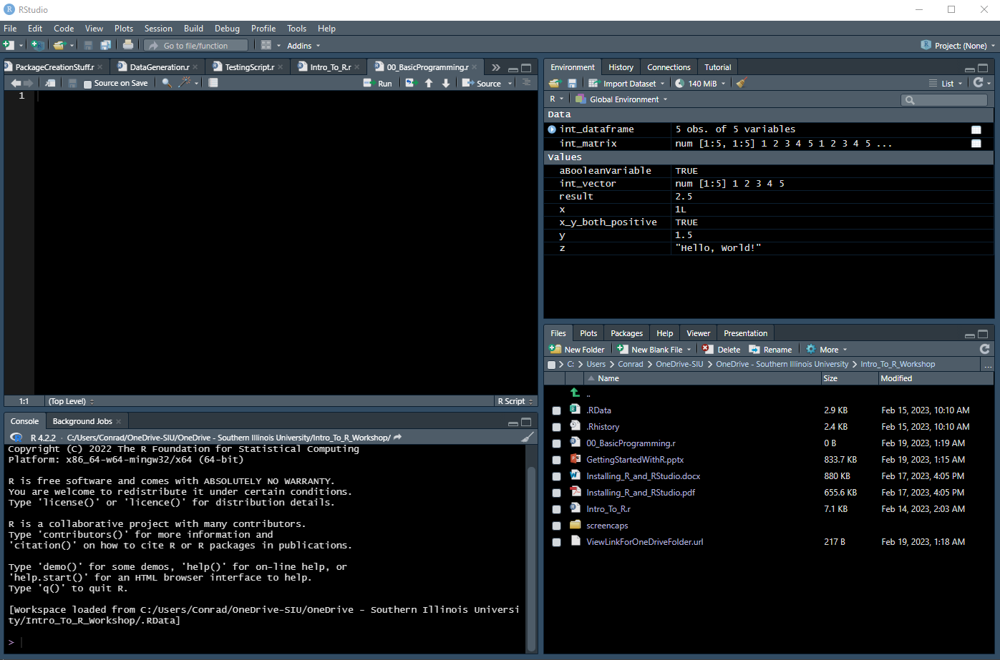 RStudio
File Edit Code View Plots Session Build Debug Profile Tools Help
Go to file/function Addins Project: (None)
PackageCreationStuff.r DataGeneration.r TestingScript.r Intro_To_R.r 00_BasicProgramming.r
Source on Save Run Source
1
1:1 (Top Level) R Script
Console Background Jobs
R 4.2.2 · C:/Users/Conrad/OneDrive-SIU/OneDrive - Southern Illinois University/Intro_To_R_Workshop/
Copyright (C) 2022 The R Foundation for Statistical Computing
Platform: x86_64-w64-mingw32/x64 (64-bit)
R is free software and comes with ABSOLUTELY NO WARRANTY.
You are welcome to redistribute it under certain conditions.
Type 'license()' or 'licence()' for distribution details.
R is a collaborative project with many contributors.
Type 'contributors()' for more information and
'citation()' on how to cite R or R packages in publications.
Type 'demo()' for some demos, 'help()' for on-line help, or
'help.start()' for an HTML browser interface to help.
Type 'q()' to quit R.
[Workspace loaded from C:/Users/Conrad/OneDrive-SIU/OneDrive - Southern Illinois Universi
ty/Intro_To_R_Workshop/.RData]
>
Environment History Connections Tutorial
Import Dataset 140 MiB List
R Global Environment
Data
int_dataframe 5 obs. of 5 variables
int_matrix num [1:5, 1:5] 1 2 3 4 5 1 2 3 4 5 ...
Values
aBooleanVariable TRUE
int_vector num [1:5] 1 2 3 4 5
result 2.5
x 1L
x_y_both_positive TRUE
y 1.5
z "Hello, World!"
Files Plots Packages Help Viewer Presentation
New Folder New Blank File Delete Rename More
C: > Users > Conrad > OneDrive-SIU > OneDrive - Southern Illinois University > Intro_To_R_Workshop ...
Name Size Modified
..
.RData 2.9 KB Feb 15, 2023, 10:10 AM
.Rhistory 2.4 KB Feb 15, 2023, 10:10 AM
00_BasicProgramming.r 0 B Feb 19, 2023, 1:19 AM
GettingStartedWithR.pptx 833.7 KB Feb 19, 2023, 1:15 AM
Installing_R_and_RStudio.docx 880 KB Feb 17, 2023, 4:05 PM
Installing_R_and_RStudio.pdf 655.6 KB Feb 17, 2023, 4:05 PM
Intro_To_R.r 7.1 KB Feb 14, 2023, 2:03 AM
screencaps
ViewLinkForOneDriveFolder.url 217 B Feb 19, 2023, 1:18 AM